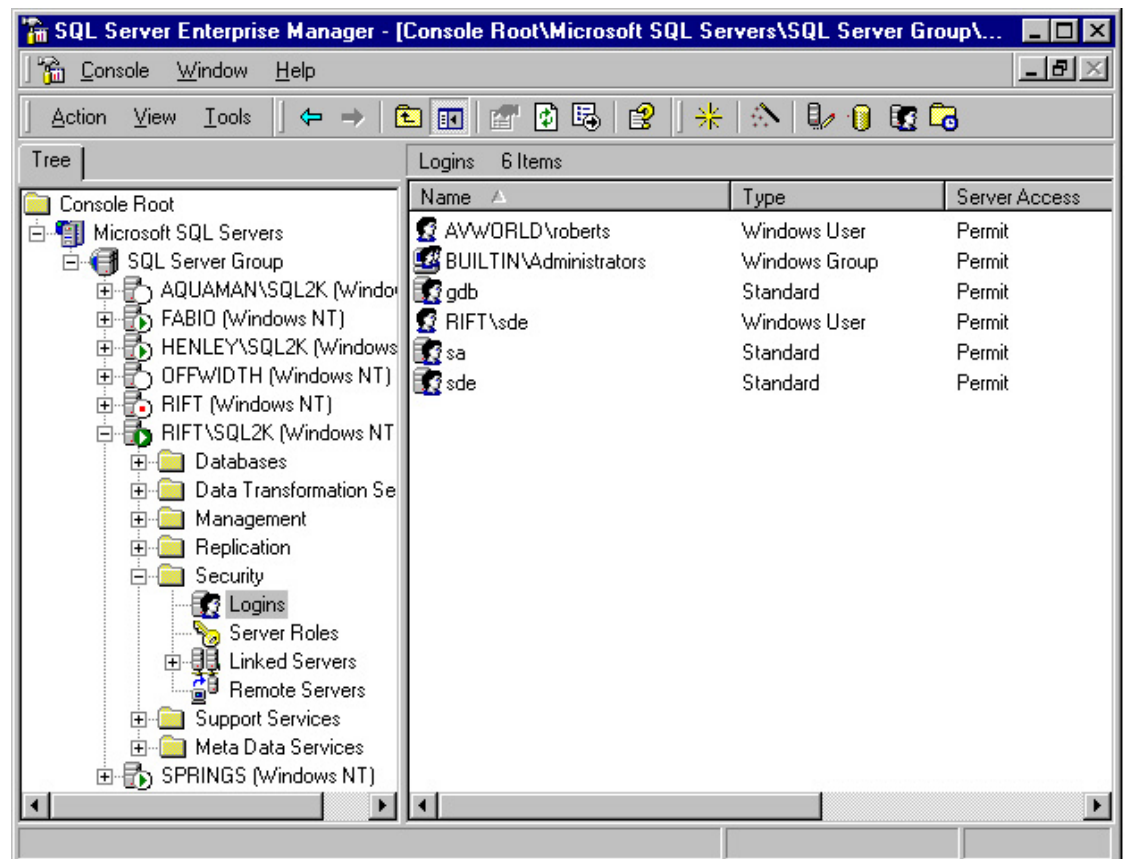 SQL Server Enterprise Manager - [Console Root\Microsoft SQL Servers\SQL Server Group\...
Console Window Help
Action View Tools
Tree
Logins 6 Items
Console Root
Microsoft SQL Servers
SQL Server Group
AQUAMAN\SQL2K (Windo
FABIO (Windows NT)
HENLEY\SQL2K (Windows
OFFWIDTH (Windows NT)
RIFT (Windows NT)
RIFT\SQL2K (Windows NT
Databases
Data Transformation Se
Management
Replication
Security
Logins
Server Roles
Linked Servers
Remote Servers
Support Services
Meta Data Services
SPRINGS (Windows NT)
Name Type Server Access
AVWORLD\roberts Windows User Permit
BUILTIN\Administrators Windows Group Permit
gdb Standard Permit
RIFT\sde Windows User Permit
sa Standard Permit
sde Standard Permit